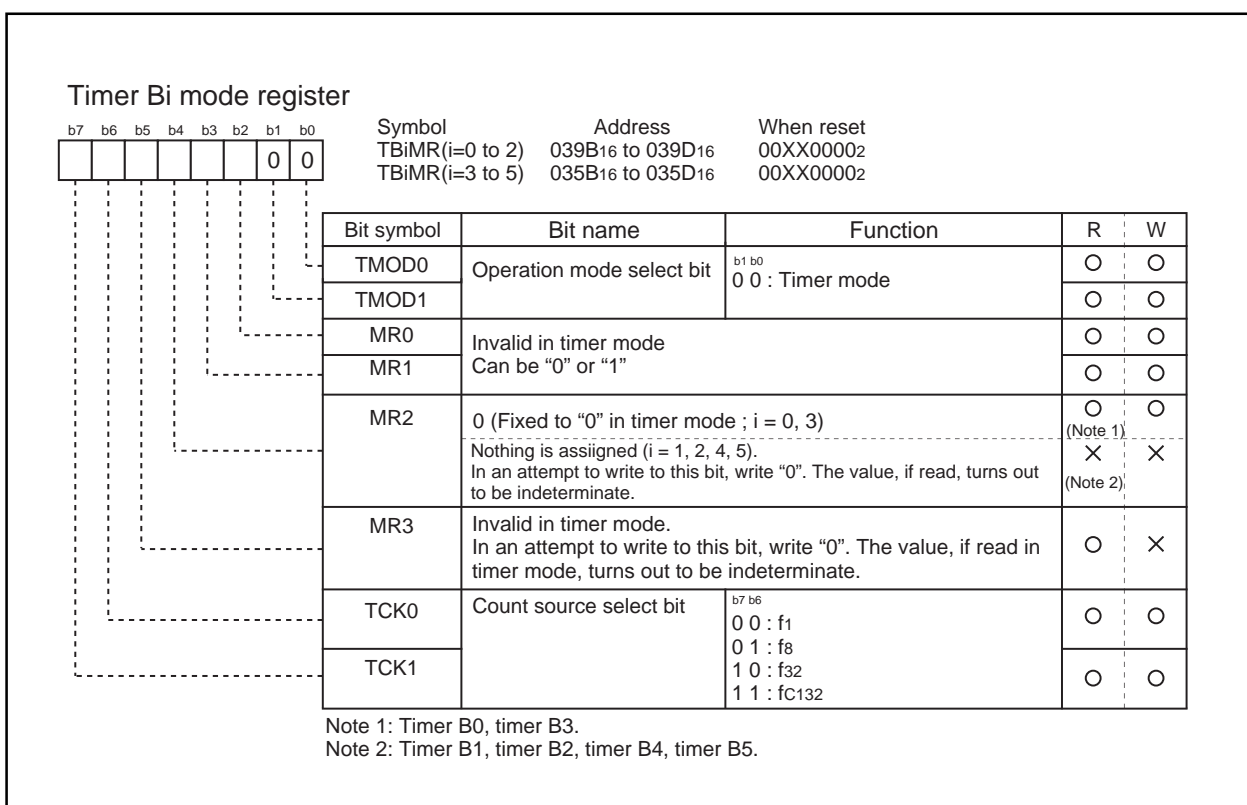 Timer Bi mode register
b7 b6 b5 b4 b3 b2 b1 b0
0 0
Symbol Address When reset
TBiMR(i=0 to 2) 039B16 to 039D16 00XX00002
TBiMR(i=3 to 5) 035B16 to 035D16 00XX00002
Bit symbol Bit name Function R W
TMOD0 Operation mode select bit b1 b0
0 0 : Timer mode
TMOD1
MR0 Invalid in timer mode
MR1 Can be “0” or “1”
MR2 0 (Fixed to “0” in timer mode ; i = 0, 3)
(Note 1)
Nothing is assiigned (i = 1, 2, 4, 5).
In an attempt to write to this bit, write “0”. The value, if read, turns out
to be indeterminate.
(Note 2)
MR3 Invalid in timer mode.
In an attempt to write to this bit, write “0”. The value, if read in
timer mode, turns out to be indeterminate.
TCK0 Count source select bit b7 b6
0 0 : f1
0 1 : f8
TCK1 1 0 : f32
1 1 : fC132
Note 1: Timer B0, timer B3.
Note 2: Timer B1, timer B2, timer B4, timer B5.